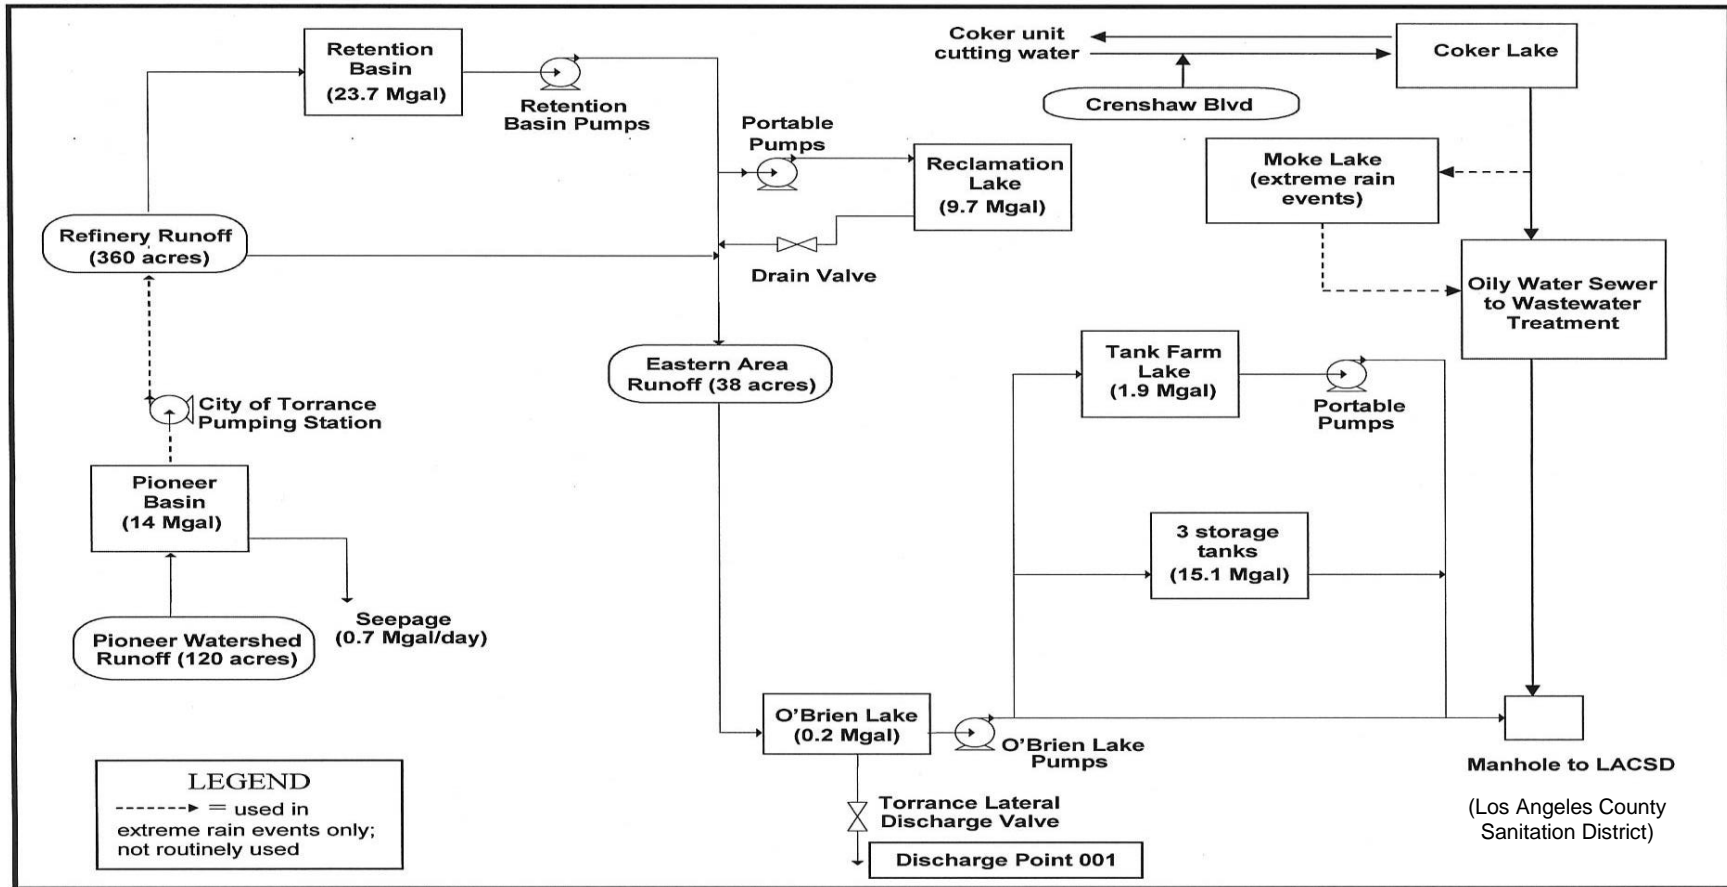 Retention
Basin
(23.7 Mgal)
Retention
Basin Pumps
Portable
Pumps
Reclamation
Lake
(9.7 Mgal)
Drain Valve
Coker unit
cutting water
Coker Lake
Crenshaw Blvd
Moke Lake
(extreme rain
events)
Oily Water Sewer
to Wastewater
Treatment
Refinery Runoff
(360 acres)
Eastern Area
Runoff (38 acres)
City of Torrance
Pumping Station
Pioneer
Basin
(14 Mgal)
Seepage
(0.7 Mgal/day)
Pioneer Watershed
Runoff (120 acres)
Tank Farm
Lake
(1.9 Mgal)
Portable
Pumps
3 storage
tanks
(15.1 Mgal)
O'Brien Lake
(0.2 Mgal)
O'Brien Lake
Pumps
Manhole to LACSD
(Los Angeles County
Sanitation District)
Torrance Lateral
Discharge Valve
Discharge Point 001
LEGEND
= used in
extreme rain events only;
not routinely used